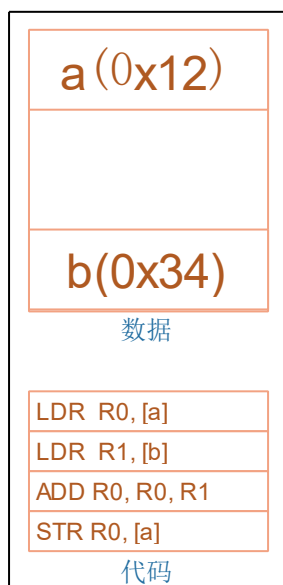 a(0x12)
b(0x34)
数据
LDR R0, [a]
LDR R1, [b]
ADD R0, R0, R1
STR R0, [a]
代码